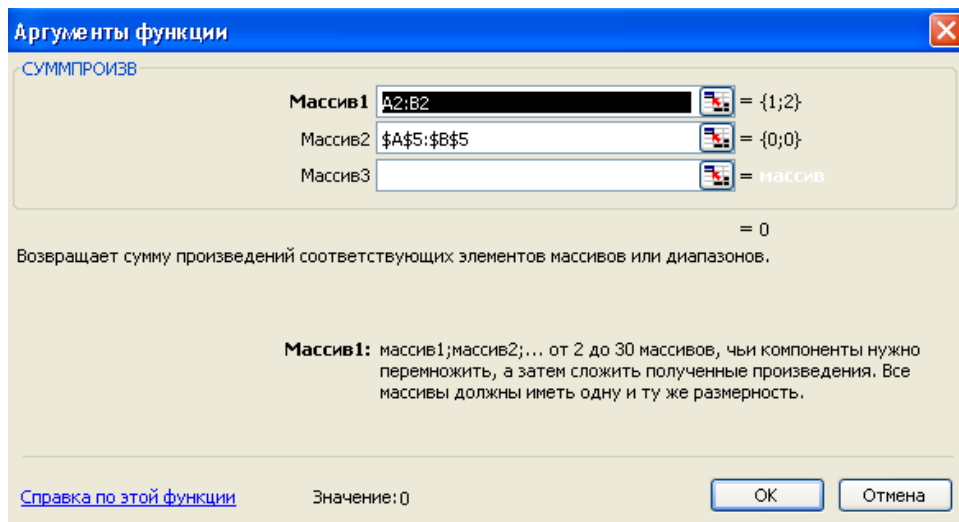 Аргументы функции
СУММПРОИЗВ
Массив1 A2:B2 = {1;2}
Массив2 $A$5:$B$5 = {0;0}
Массив3 = массив
= 0
Возвращает сумму произведений соответствующих элементов массивов или диапазонов.
Массив1: массив1;массив2;... от 2 до 30 массивов, чьи компоненты нужно
перемножить, а затем сложить полученные произведения. Все
массивы должны иметь одну и ту же размерность.
Справка по этой функции Значение:0 ОК Отмена